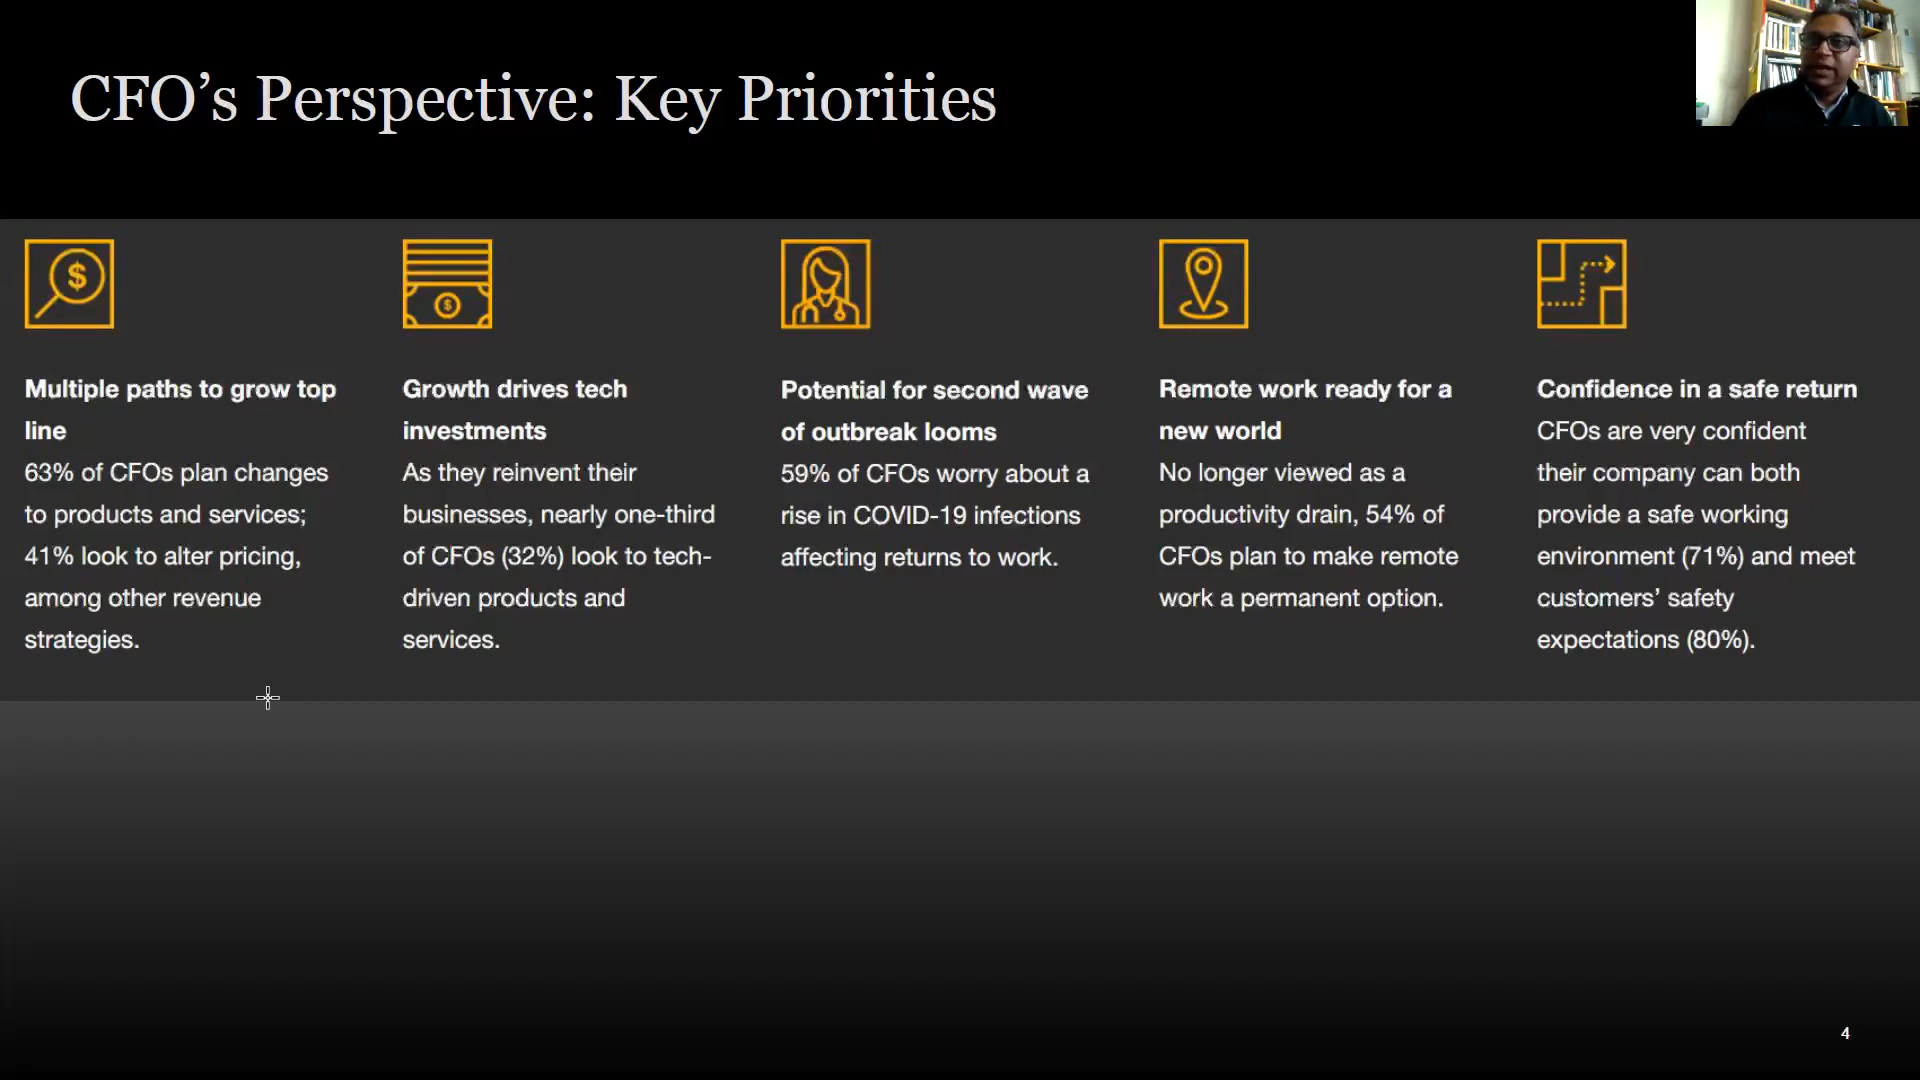 CFO’s Perspective: Key Priorities
Multiple paths to grow top
line
63% of CFOs plan changes
to products and services;
41% look to alter pricing,
among other revenue
strategies.
Growth drives tech
investments
As they reinvent their
businesses, nearly one-third
of CFOs (32%) look to tech-
driven products and
services.
Potential for second wave
of outbreak looms
59% of CFOs worry about a
rise in COVID-19 infections
affecting returns to work.
Remote work ready for a
new world
No longer viewed as a
productivity drain, 54% of
CFOs plan to make remote
work a permanent option.
Confidence in a safe return
CFOs are very confident
their company can both
provide a safe working
environment (71%) and meet
customers’ safety
expectations (80%).
4